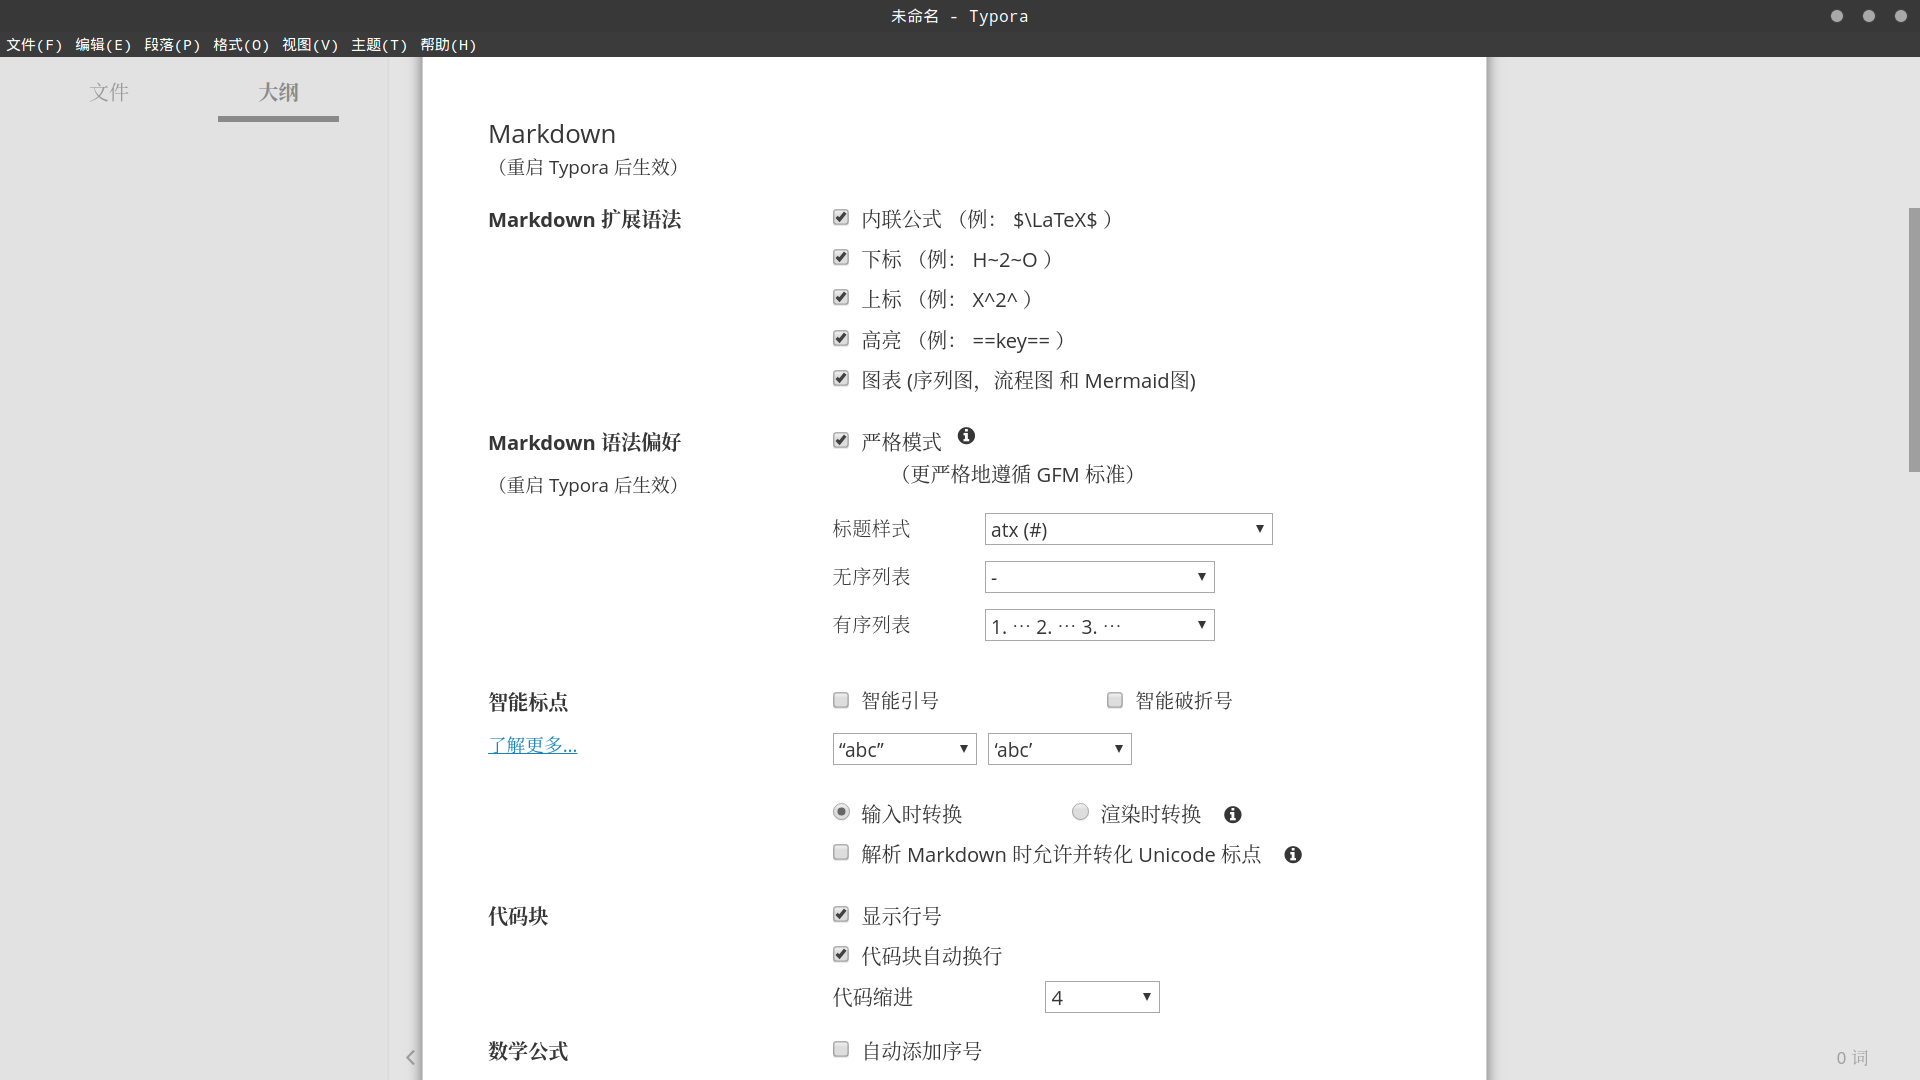 未命名 - Typora
文件(F) 编辑(E) 段落(P) 格式(O) 视图(V) 主题(T) 帮助(H)
文件 大纲
Markdown
（重启 Typora 后生效）
Markdown 扩展语法
内联公式 （例： $\LaTeX$ ）
下标 （例： H~2~O ）
上标 （例： X^2^ ）
高亮 （例： ==key== ）
图表 (序列图，流程图 和 Mermaid图)
Markdown 语法偏好
（重启 Typora 后生效）
严格模式
（更严格地遵循 GFM 标准）
标题样式 atx (#)
无序列表 -
有序列表 1. ⋯ 2. ⋯ 3. ⋯
智能标点
了解更多...
智能引号 智能破折号
“abc” ‘abc’
输入时转换 渲染时转换
解析 Markdown 时允许并转化 Unicode 标点
代码块
显示行号
代码块自动换行
代码缩进 4
数学公式
自动添加序号
0 词